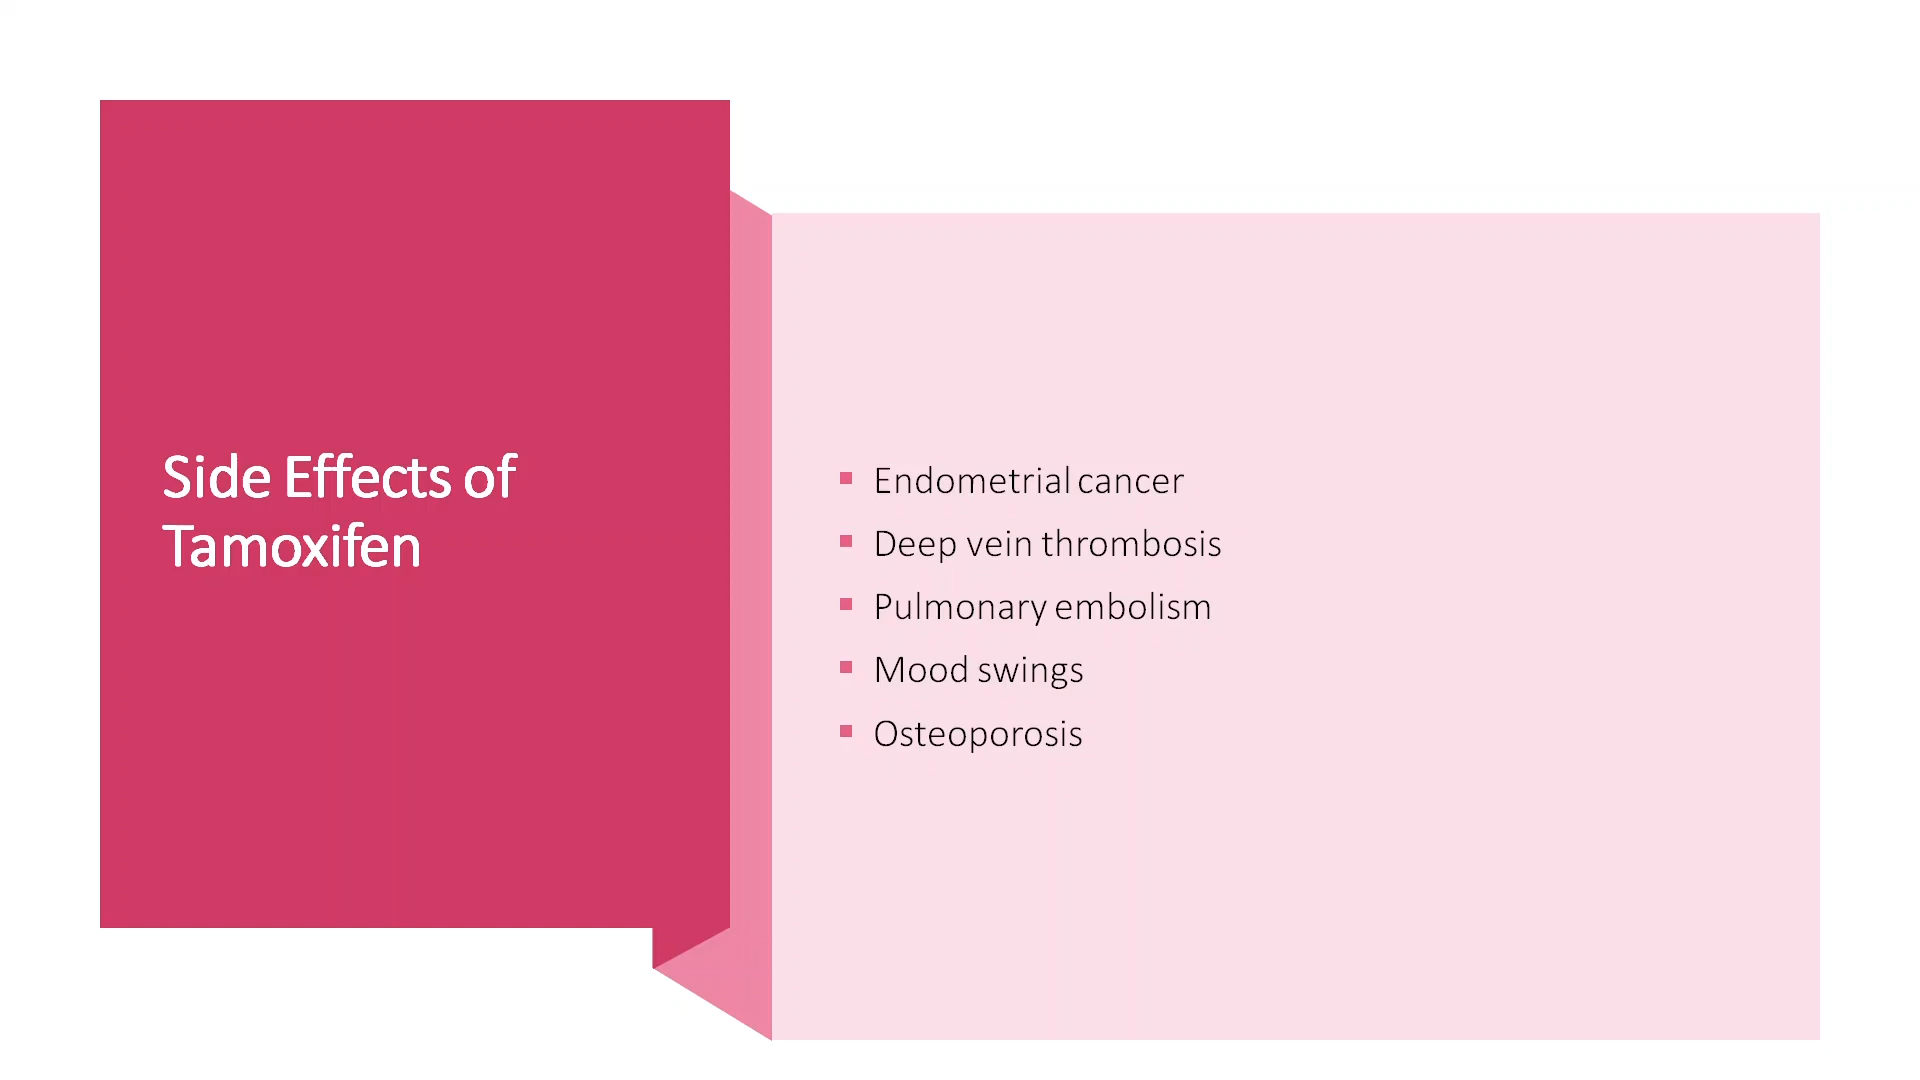 Side Effects of
Tamoxifen
Endometrial cancer
Deep vein thrombosis
Pulmonary embolism
Mood swings
Osteoporosis